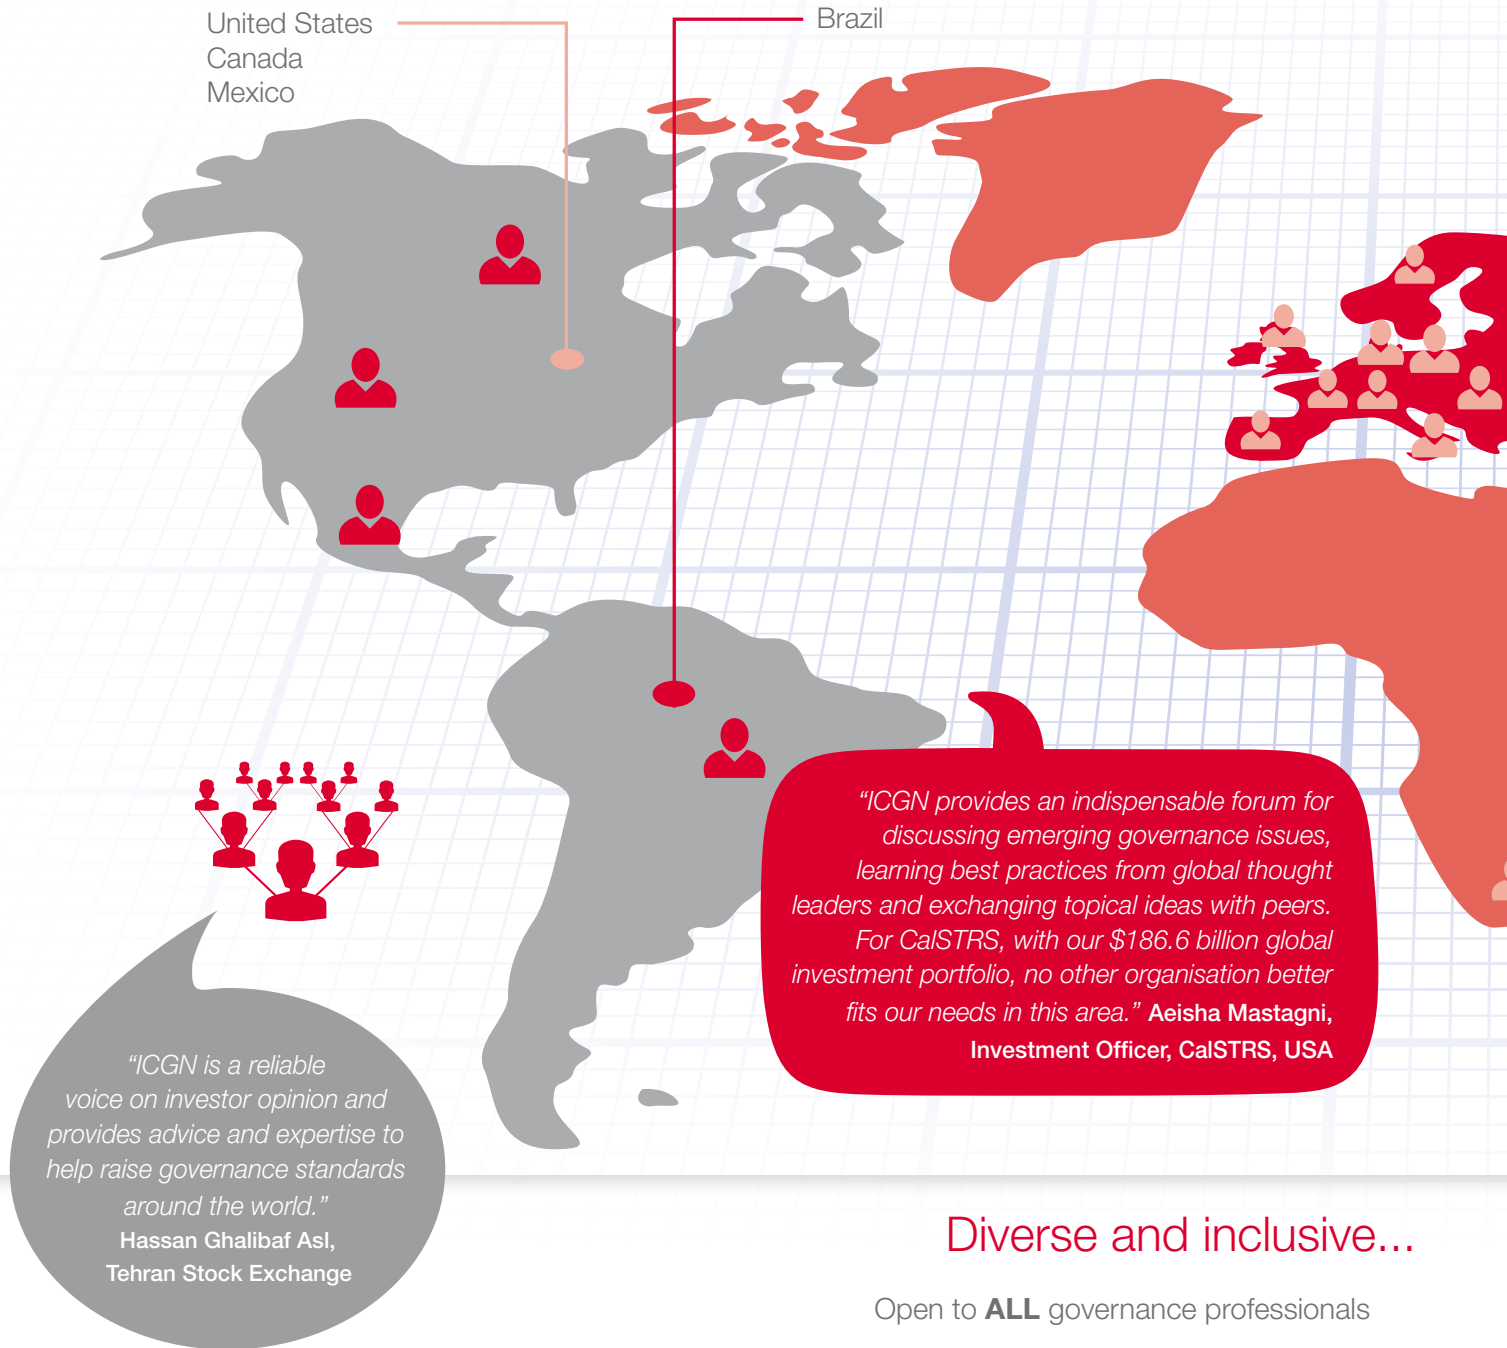 United States
Canada
Mexico
Brazil
“ICGN provides an indispensable forum for
discussing emerging governance issues,
learning best practices from global thought
leaders and exchanging topical ideas with peers.
For CalSTRS, with our $186.6 billion global
investment portfolio, no other organisation better
fits our needs in this area.” Aeisha Mastagni,
Investment Officer, CalSTRS, USA
“ICGN is a reliable
voice on investor opinion and
provides advice and expertise to
help raise governance standards
around the world.”
Hassan Ghalibaf Asl,
Tehran Stock Exchange
Diverse and inclusive...
Open to ALL governance professionals